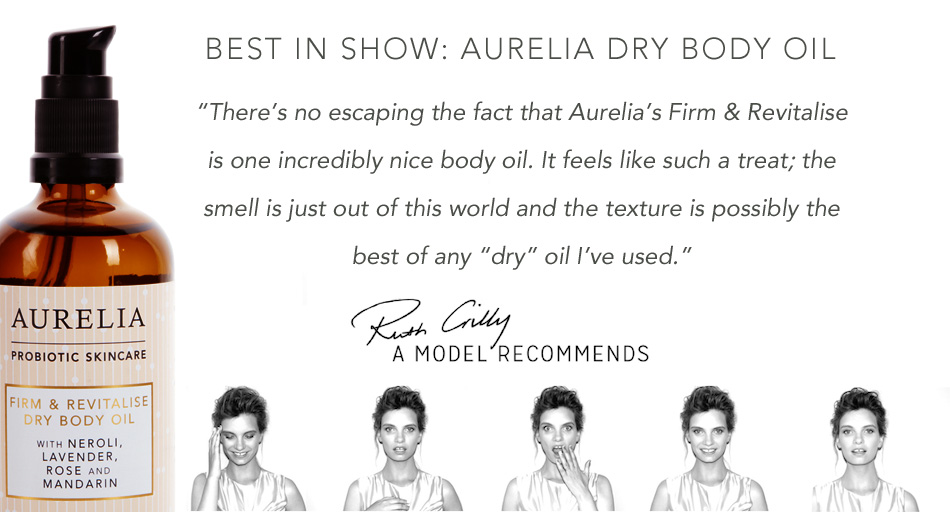 BEST IN SHOW: AURELIA DRY BODY OIL
“There’s no escaping the fact that Aurelia’s Firm & Revitalise
is one incredibly nice body oil. It feels like such a treat; the
smell is just out of this world and the texture is possibly the
best of any “dry” oil I’ve used.”
Ruth Crilly
A MODEL RECOMMENDS
AURELIA
PROBIOTIC SKINCARE
FIRM & REVITALISE
DRY BODY OIL
WITH NEROLI,
LAVENDER,
ROSE AND
MANDARIN